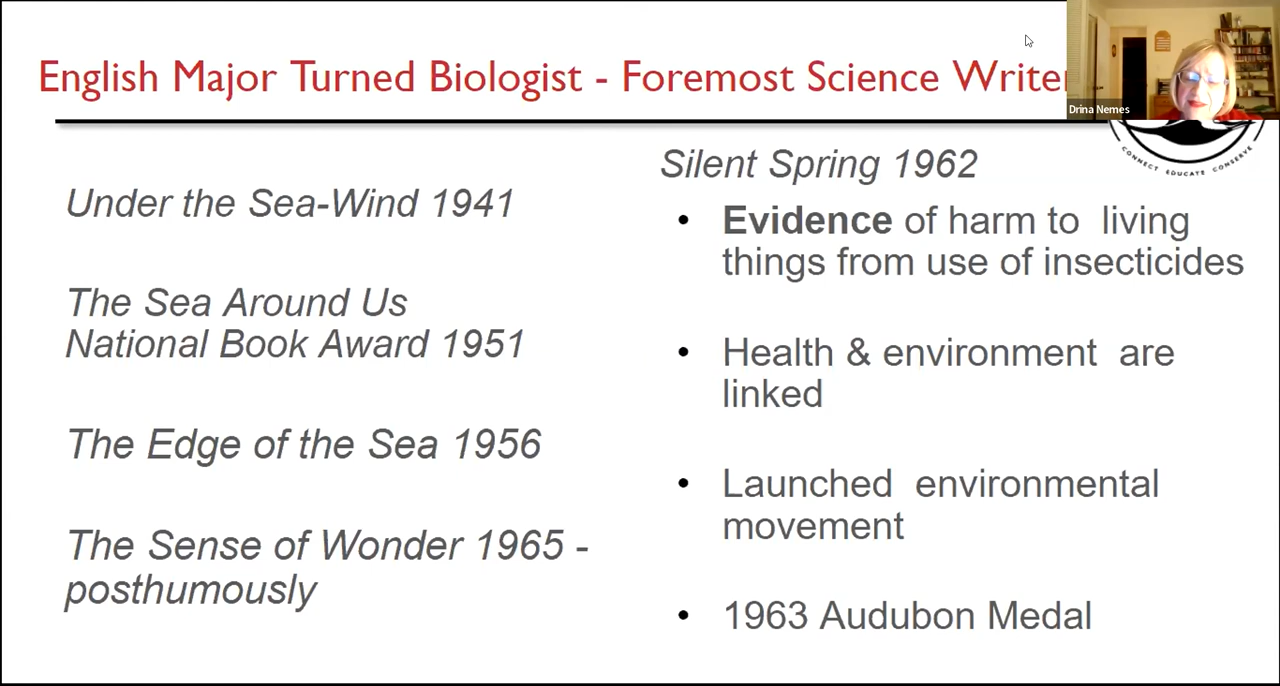 English Major Turned Biologist - Foremost Science Writer
Drina Nemes
CONNECT EDUCATE CONSERVE
Under the Sea-Wind 1941
The Sea Around Us
National Book Award 1951
The Edge of the Sea 1956
The Sense of Wonder 1965 -
posthumously
Silent Spring 1962
• Evidence of harm to living
things from use of insecticides
• Health & environment are
linked
• Launched environmental
movement
• 1963 Audubon Medal